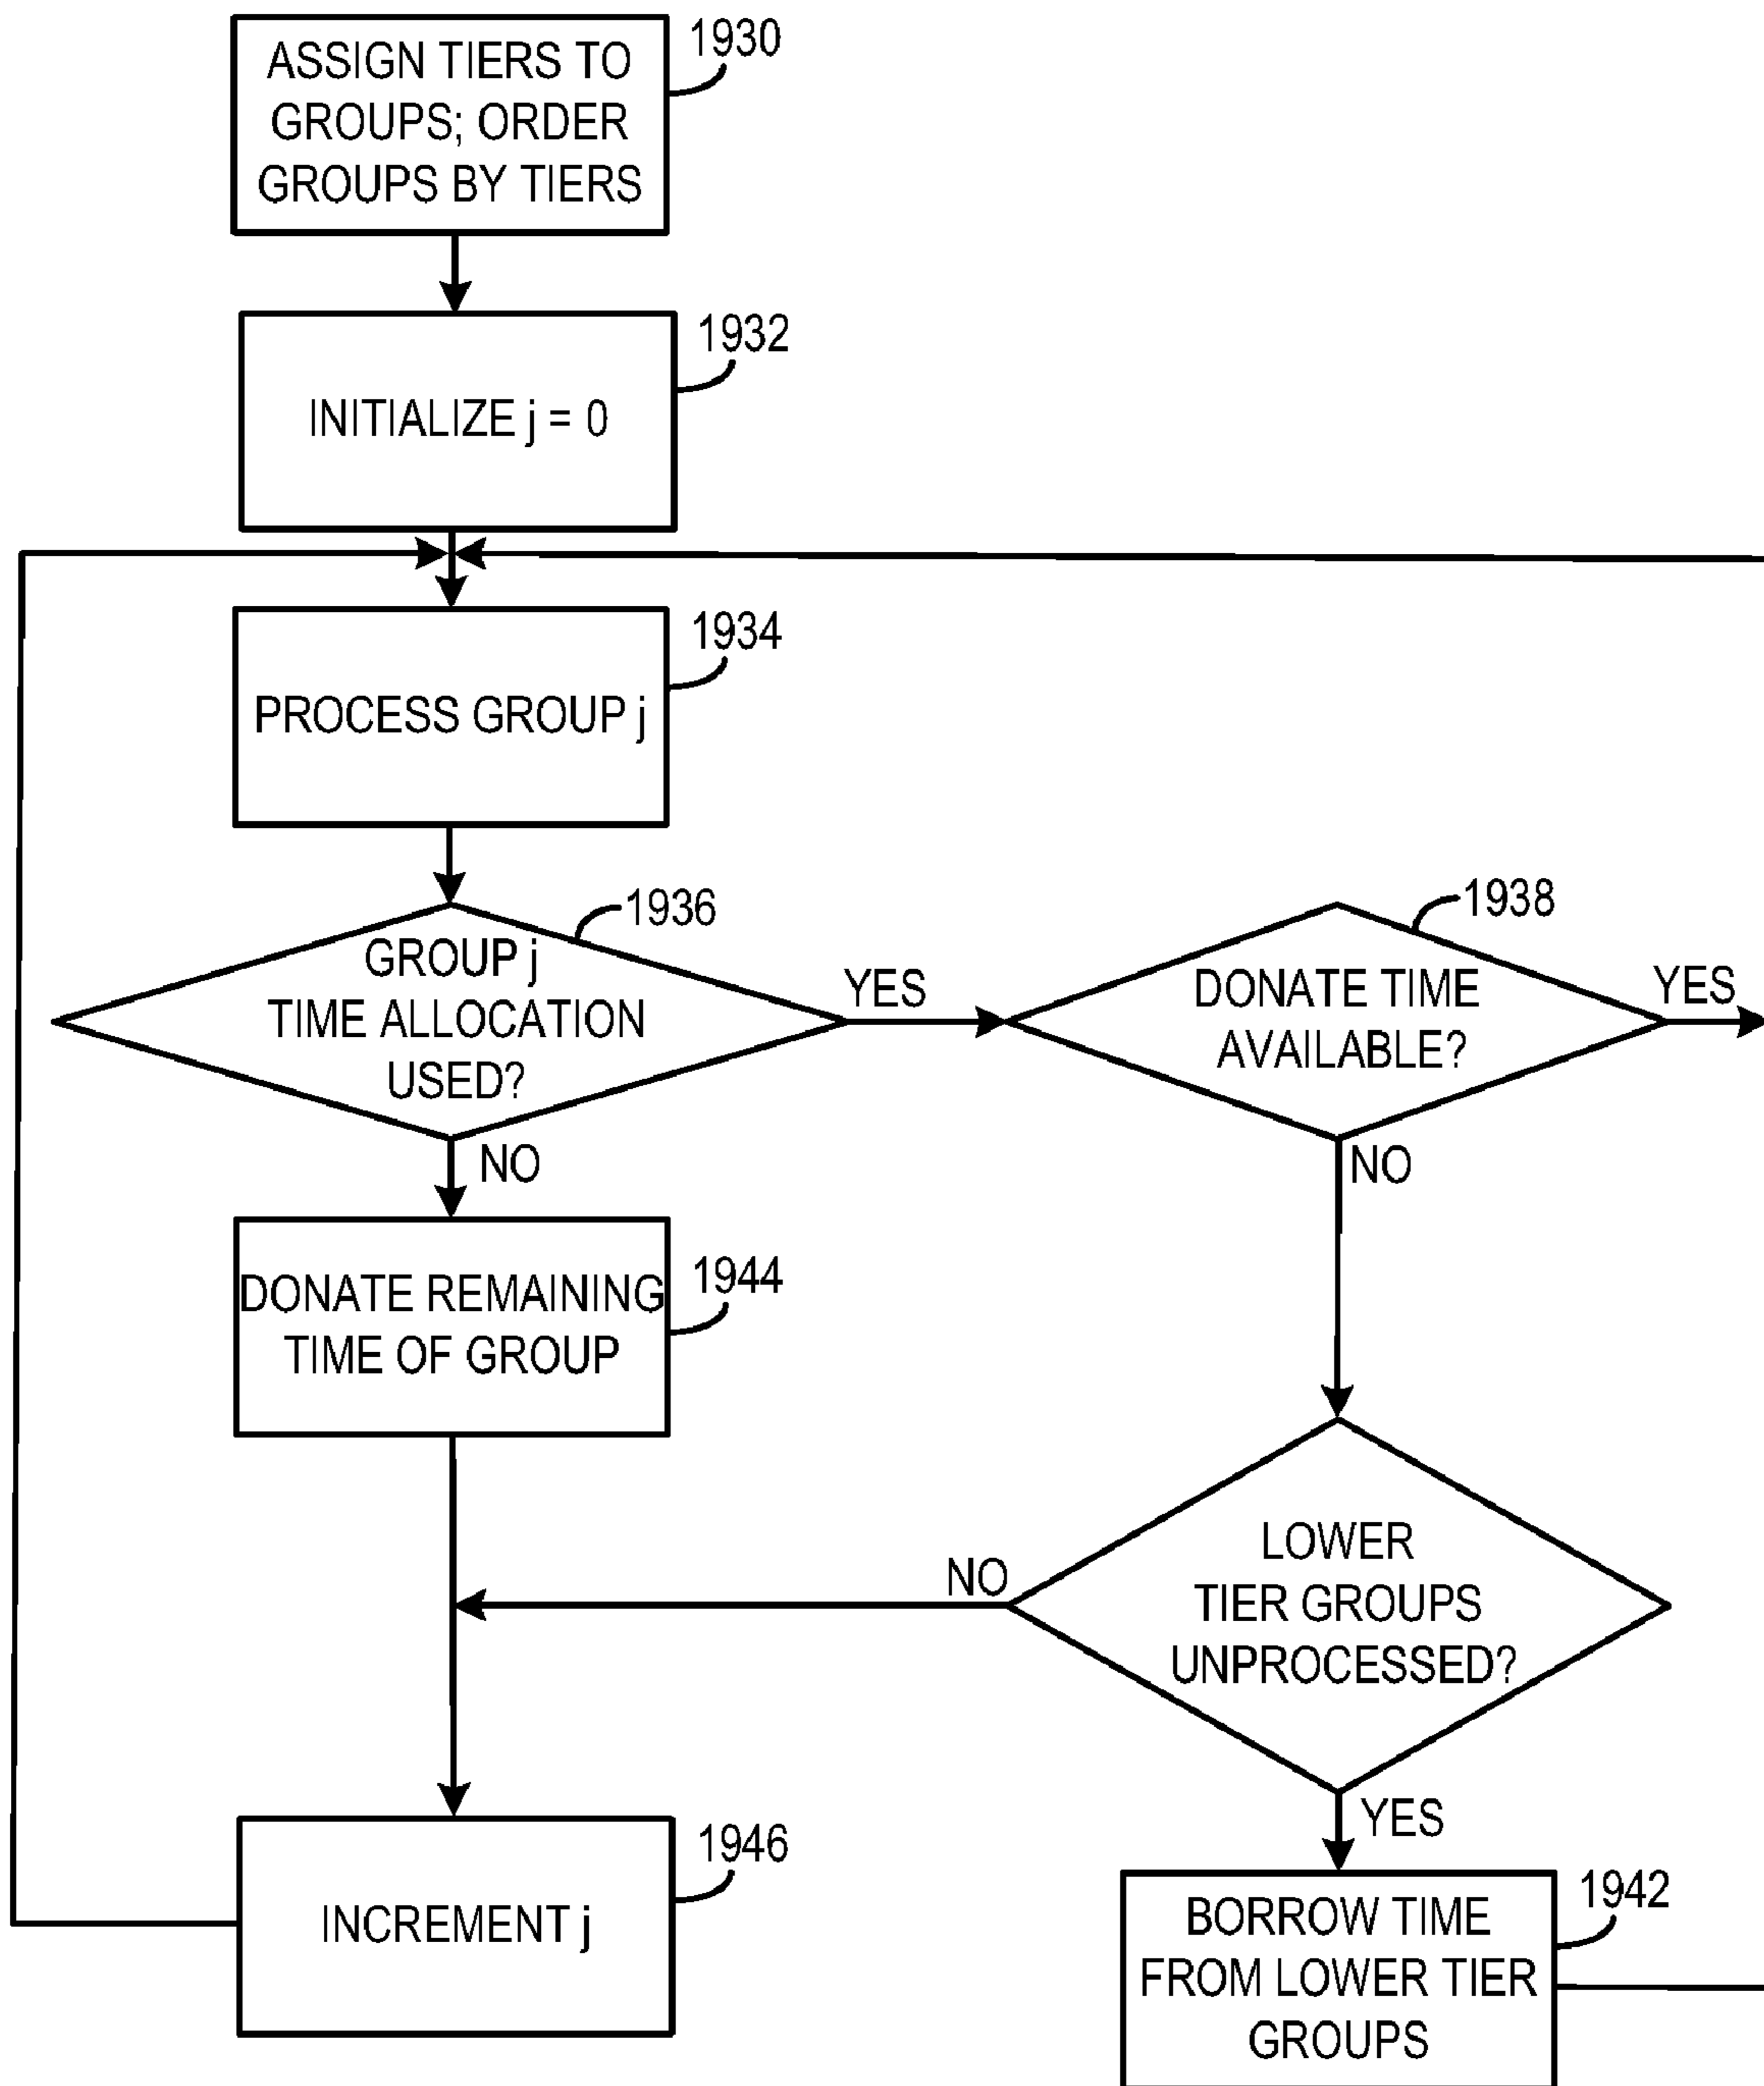 ASSIGN TIERS TO
GROUPS; ORDER
GROUPS BY TIERS
1930
INITIALIZE j = 0
1932
PROCESS GROUP j
1934
GROUP j
TIME ALLOCATION
USED?
1936
YES
DONATE TIME
AVAILABLE?
1938
YES
NO
NO
DONATE REMAINING
TIME OF GROUP
1944
LOWER
TIER GROUPS
UNPROCESSED?
NO
YES
INCREMENT j
1946
BORROW TIME
FROM LOWER TIER
GROUPS
1942